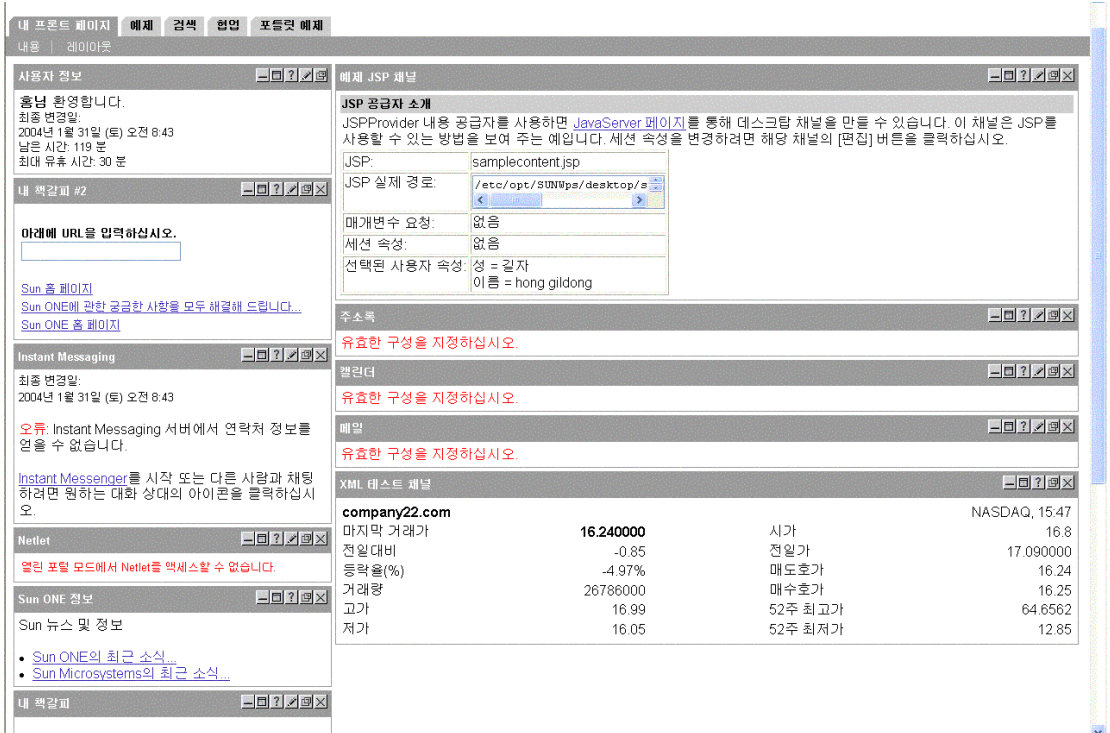 내 프론트 페이지 예제 검색 협업 포틀릿 예제
내용 | 레이아웃
사용자 정보
홍님 환영합니다.
최종 변경일:
2004년 1월 31일 (토) 오전 8:43
남은 시간: 119 분
최대 유휴 시간: 30 분
내 책갈피 #2
아래에 URL을 입력하십시오.
Sun 홈 페이지
Sun ONE에 관한 궁금한 사항을 모두 해결해 드립니다...
Sun ONE 홈 페이지
Instant Messaging
최종 변경일:
2004년 1월 31일 (토) 오전 8:43
오류: Instant Messaging 서버에서 연락처 정보를
얻을 수 없습니다.
Instant Messenger를 시작 또는 다른 사람과 채팅
하려면 원하는 대화 상대의 아이콘을 클릭하십시
오.
Netlet
열린 포털 모드에서 Netlet를 액세스할 수 없습니다.
Sun ONE 정보
Sun 뉴스 및 정보
• Sun ONE의 최근 소식...
• Sun Microsystems의 최근 소식...
내 책갈피
예제 JSP 채널
JSP 공급자 소개
JSPProvider 내용 공급자를 사용하면 JavaServer 페이지를 통해 데스크탑 채널을 만들 수 있습니다. 이 채널은 JSP를
사용할 수 있는 방법을 보여 주는 예입니다. 세션 속성을 변경하려면 해당 채널의 [편집] 버튼을 클릭하십시오.
JSP: samplecontent.jsp
JSP 실제 경로: /etc/opt/SUNWps/desktop/s
매개변수 요청: 없음
세션 속성: 없음
선택된 사용자 속성: 성 = 길자
이름 = hong gildong
주소록
유효한 구성을 지정하십시오.
캘린더
유효한 구성을 지정하십시오.
메일
유효한 구성을 지정하십시오.
XML 테스트 채널
company22.com NASDAQ, 15:47
마지막 거래가 16.240000 시가 16.8
전일대비 -0.85 전일가 17.090000
등락율(%) -4.97% 매도호가 16.24
거래량 26786000 매수호가 16.25
고가 16.99 52주 최고가 64.6562
저가 16.05 52주 최저가 12.85